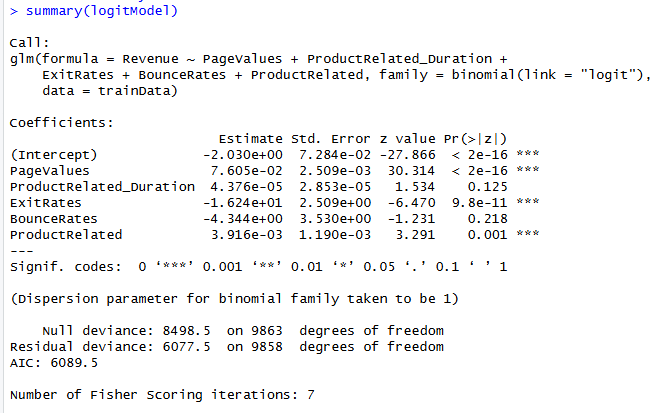 > summary(logitModel)
Call:
glm(formula = Revenue ~ PageValues + ProductRelated_Duration +
    ExitRates + BounceRates + ProductRelated, family = binomial(link = "logit"),
    data = trainData)
Coefficients:
                          Estimate Std. Error z value Pr(>|z|)
(Intercept)             -2.030e+00  7.284e-02 -27.866  < 2e-16 ***
PageValues               7.605e-02  2.509e-03  30.314  < 2e-16 ***
ProductRelated_Duration  4.376e-05  2.853e-05   1.534    0.125
ExitRates               -1.624e+01  2.509e+00  -6.470  9.8e-11 ***
BounceRates             -4.344e+00  3.530e+00  -1.231    0.218
ProductRelated           3.916e-03  1.190e-03   3.291    0.001 ***
---
Signif. codes:  0 ‘***’ 0.001 ‘**’ 0.01 ‘*’ 0.05 ‘.’ 0.1 ‘ ’ 1
(Dispersion parameter for binomial family taken to be 1)
    Null deviance: 8498.5  on 9863  degrees of freedom
Residual deviance: 6077.5  on 9858  degrees of freedom
AIC: 6089.5
Number of Fisher Scoring iterations: 7